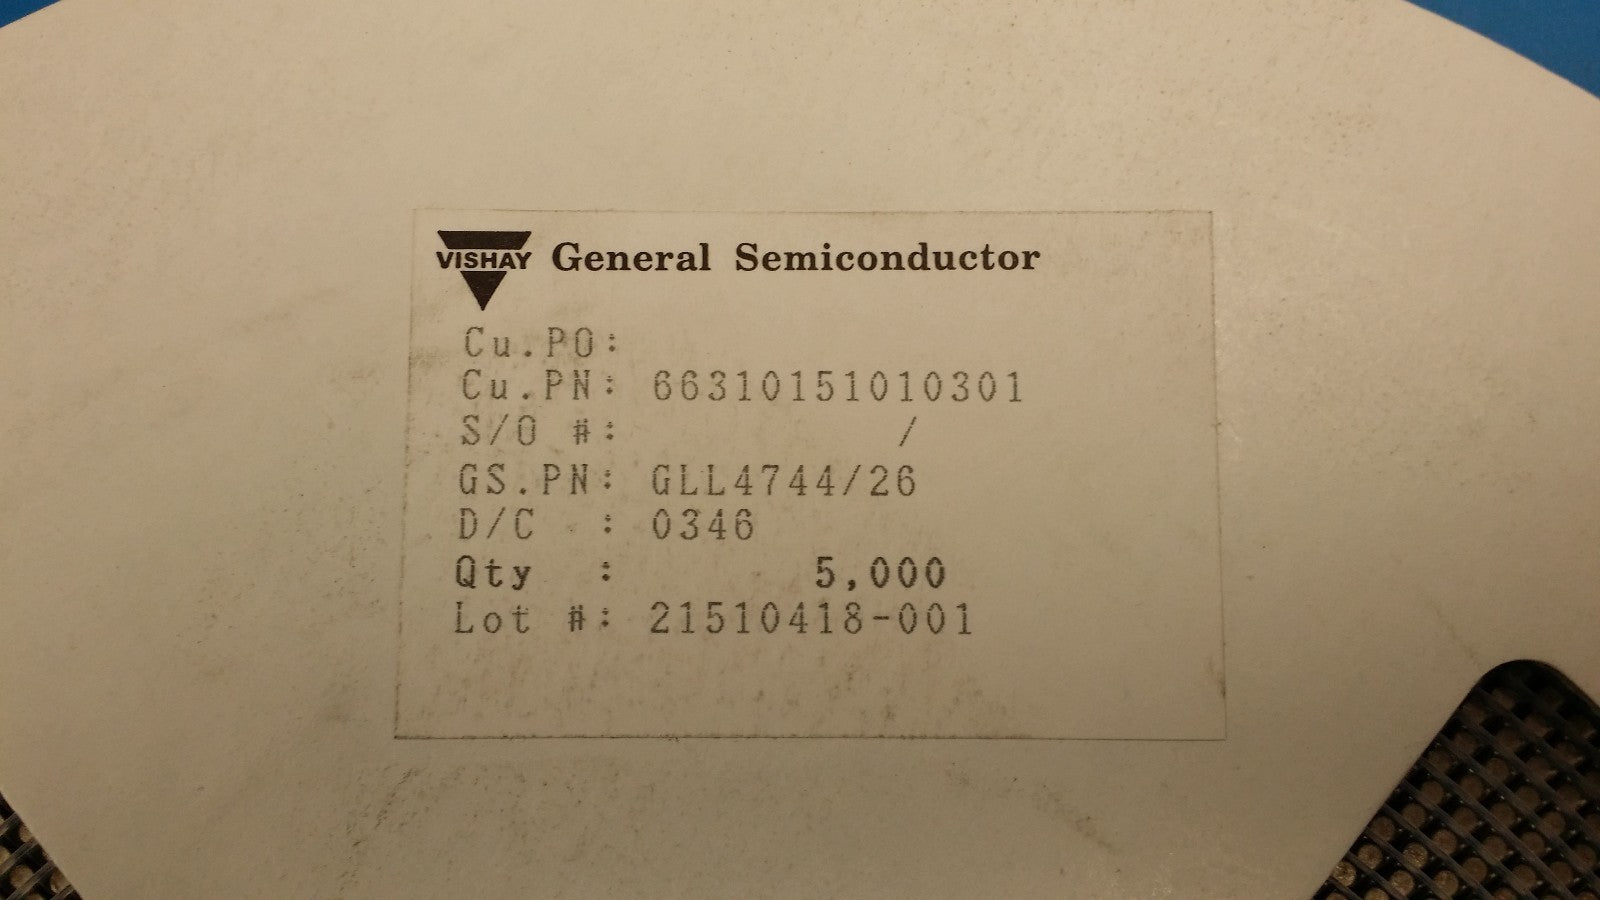 VISHAY General Semiconductor
Cu.PO:
Cu.PN: 66310151010301
S/O #: /
GS.PN: GLL4744/26
D/C : 0346
Qty : 5,000
Lot #: 21510418-001